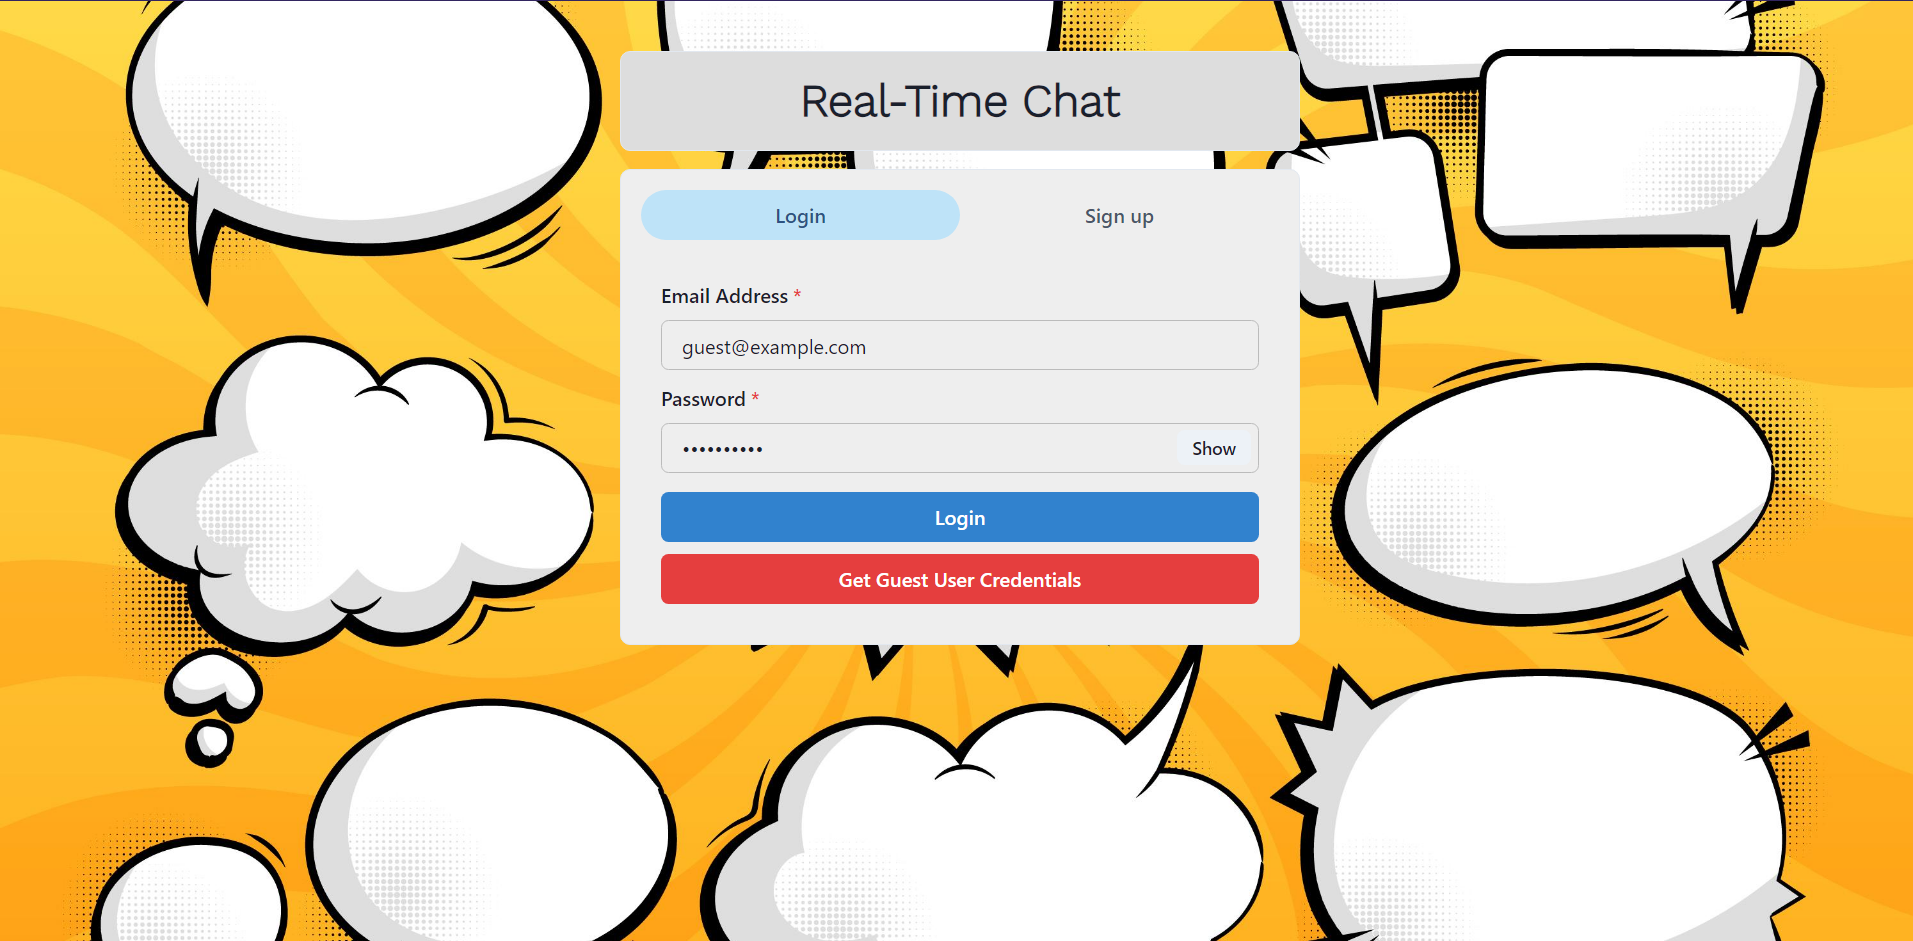 Real-Time Chat
Login Sign up
Email Address *
guest@example.com
Password *
•••••••••• Show
Login
Get Guest User Credentials